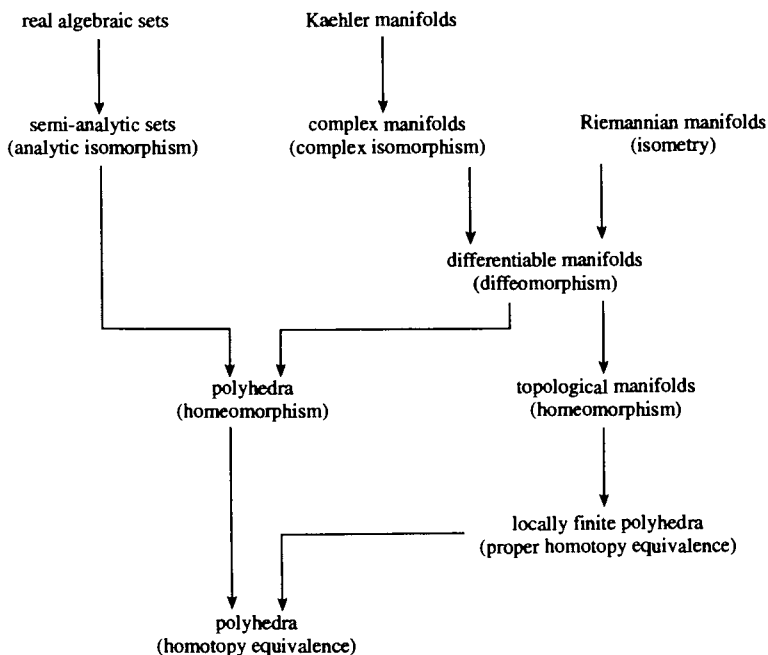 real algebraic sets
Kaehler manifolds
semi-analytic sets
(analytic isomorphism)
complex manifolds
(complex isomorphism)
Riemannian manifolds
(isometry)
differentiable manifolds
(diffeomorphism)
polyhedra
(homeomorphism)
topological manifolds
(homeomorphism)
locally finite polyhedra
(proper homotopy equivalence)
polyhedra
(homotopy equivalence)